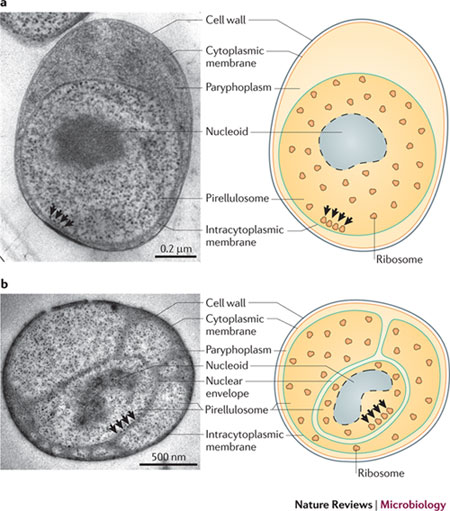 a
Cell wall
Cytoplasmic
membrane
Paryphoplasm
Nucleoid
Pirellulosome
Intracytoplasmic
membrane
0.2 μm
Ribosome
b
Cell wall
Cytoplasmic
membrane
Paryphoplasm
Nucleoid
Nuclear
envelope
Pirellulosome
Intracytoplasmic
membrane
500 nm
Ribosome
Nature Reviews | Microbiology